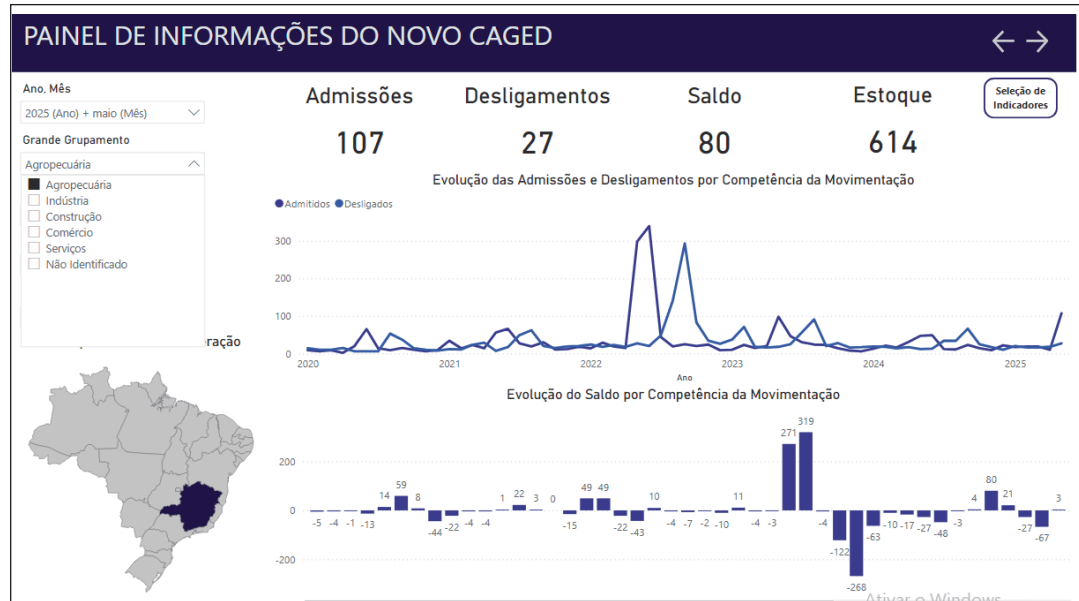 PAINEL DE INFORMAÇÕES DO NOVO CAGED
Ano, Mês
2025 (Ano) + maio (Mês)
Grande Grupamento
Agropecuária
Agropecuária
Indústria
Construção
Comércio
Serviços
Não Identificado
Admissões
Desligamentos
Saldo
Estoque
107
27
80
614
Seleção de
Indicadores
Evolução das Admissões e Desligamentos por Competência da Movimentação
Admitidos Desligados
300
200
100
0
2020 2021 2022 2023 2024 2025
Ano
Evolução do Saldo por Competência da Movimentação
200
0
-200
-5 -4 -1 -13 14 59 8 -44 -22 -4 -4 1 22 3 0 -15 49 49 -22 -43 10 -4 -7 -2 -10 11 -4 -3 271 319 -4 -122 -268 -63 -10 -17 -27 -48 -3 4 80 21 -27 -67 3
Ativar o Windows